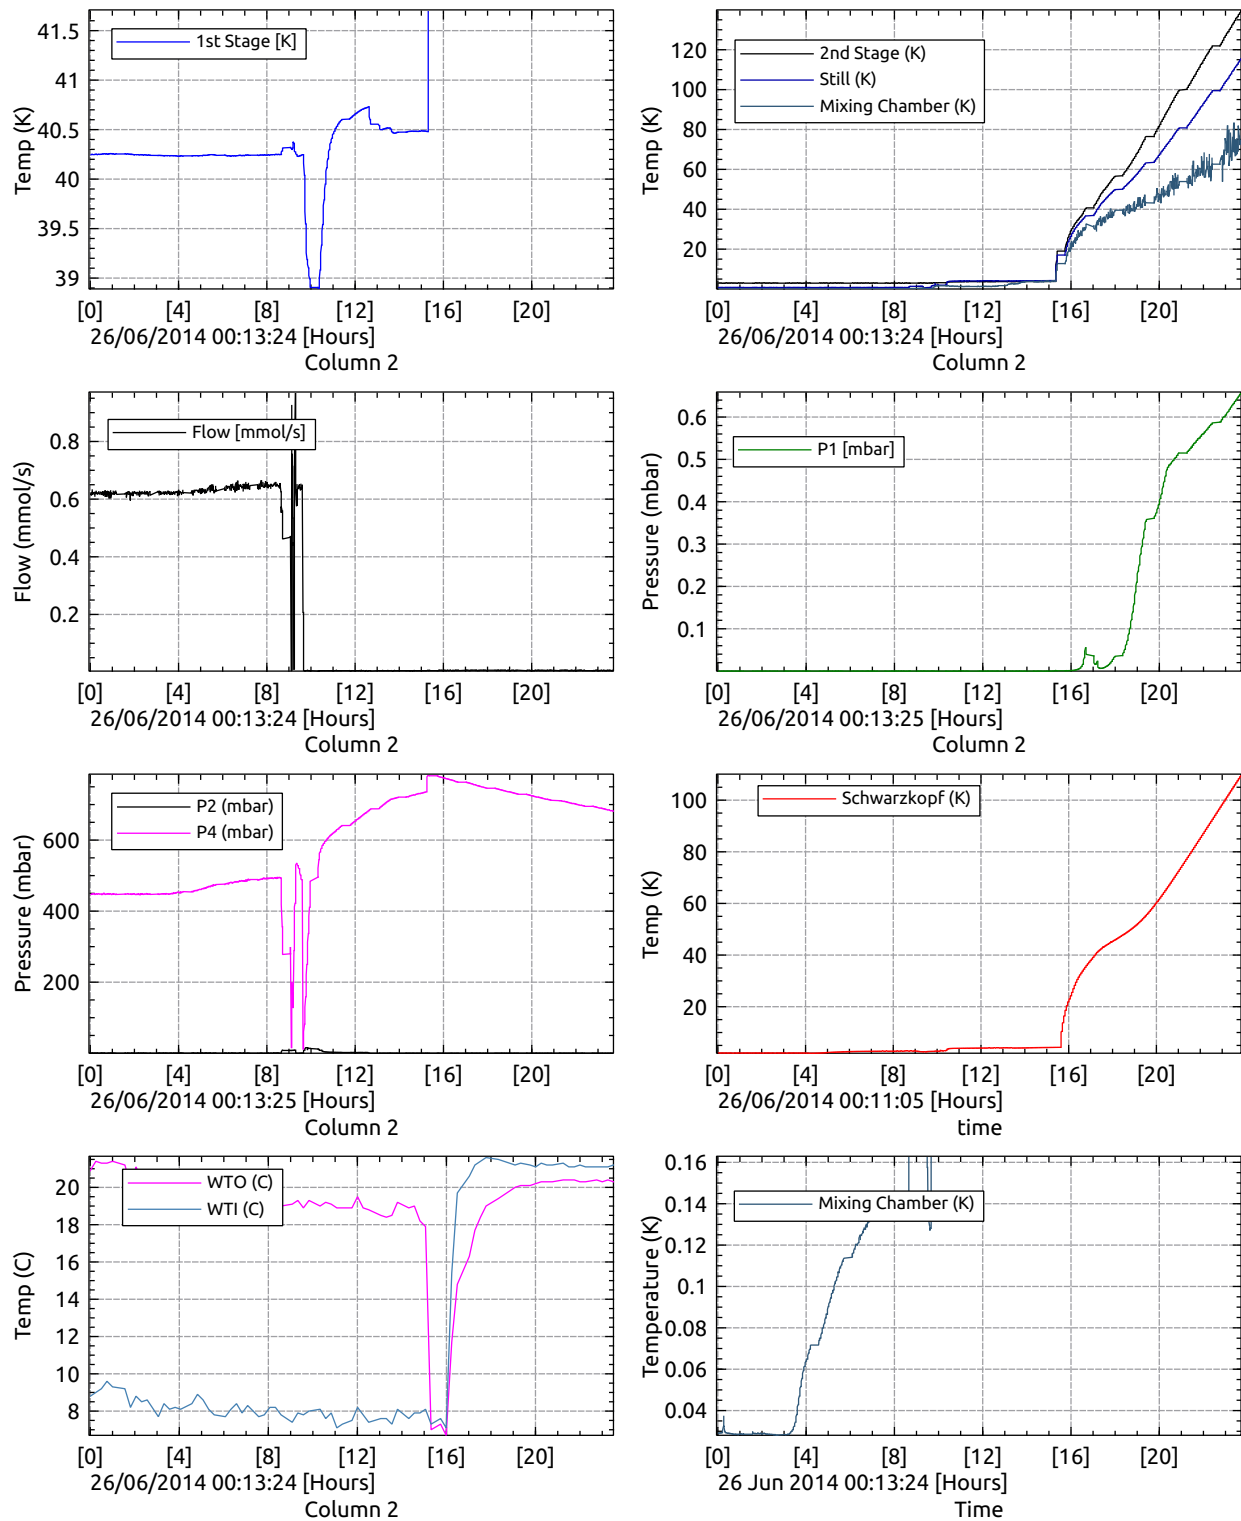 1st Stage [K]
Temp (K)
41.5
41
40.5
40
39.5
39
[0] [4] [8] [12] [16] [20]
26/06/2014 00:13:24 [Hours]
Column 2
2nd Stage (K)
Still (K)
Mixing Chamber (K)
Temp (K)
120
100
80
60
40
20
[0] [4] [8] [12] [16] [20]
26/06/2014 00:13:24 [Hours]
Column 2
Flow [mmol/s]
Flow (mmol/s)
0.8
0.6
0.4
0.2
[0] [4] [8] [12] [16] [20]
26/06/2014 00:13:24 [Hours]
Column 2
P1 [mbar]
Pressure (mbar)
0.6
0.5
0.4
0.3
0.2
0.1
[0] [4] [8] [12] [16] [20]
26/06/2014 00:13:25 [Hours]
Column 2
P2 (mbar)
P4 (mbar)
Pressure (mbar)
600
400
200
[0] [4] [8] [12] [16] [20]
26/06/2014 00:13:25 [Hours]
Column 2
Schwarzkopf (K)
Temp (K)
100
80
60
40
20
[0] [4] [8] [12] [16] [20]
26/06/2014 00:11:05 [Hours]
time
WTO (C)
WTI (C)
Temp (C)
20
18
16
14
12
10
8
[0] [4] [8] [12] [16] [20]
26/06/2014 00:13:24 [Hours]
Column 2
Mixing Chamber (K)
Temperature (K)
0.16
0.14
0.12
0.1
0.08
0.06
0.04
[0] [4] [8] [12] [16] [20]
26 Jun 2014 00:13:24 [Hours]
Time